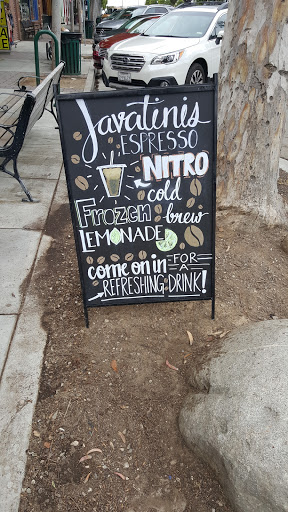 Javatinis
ESPRESSO
NITRO
cold
brew
Frozen
LEMONADE
come on in FOR A
REFRESHING DRINK!